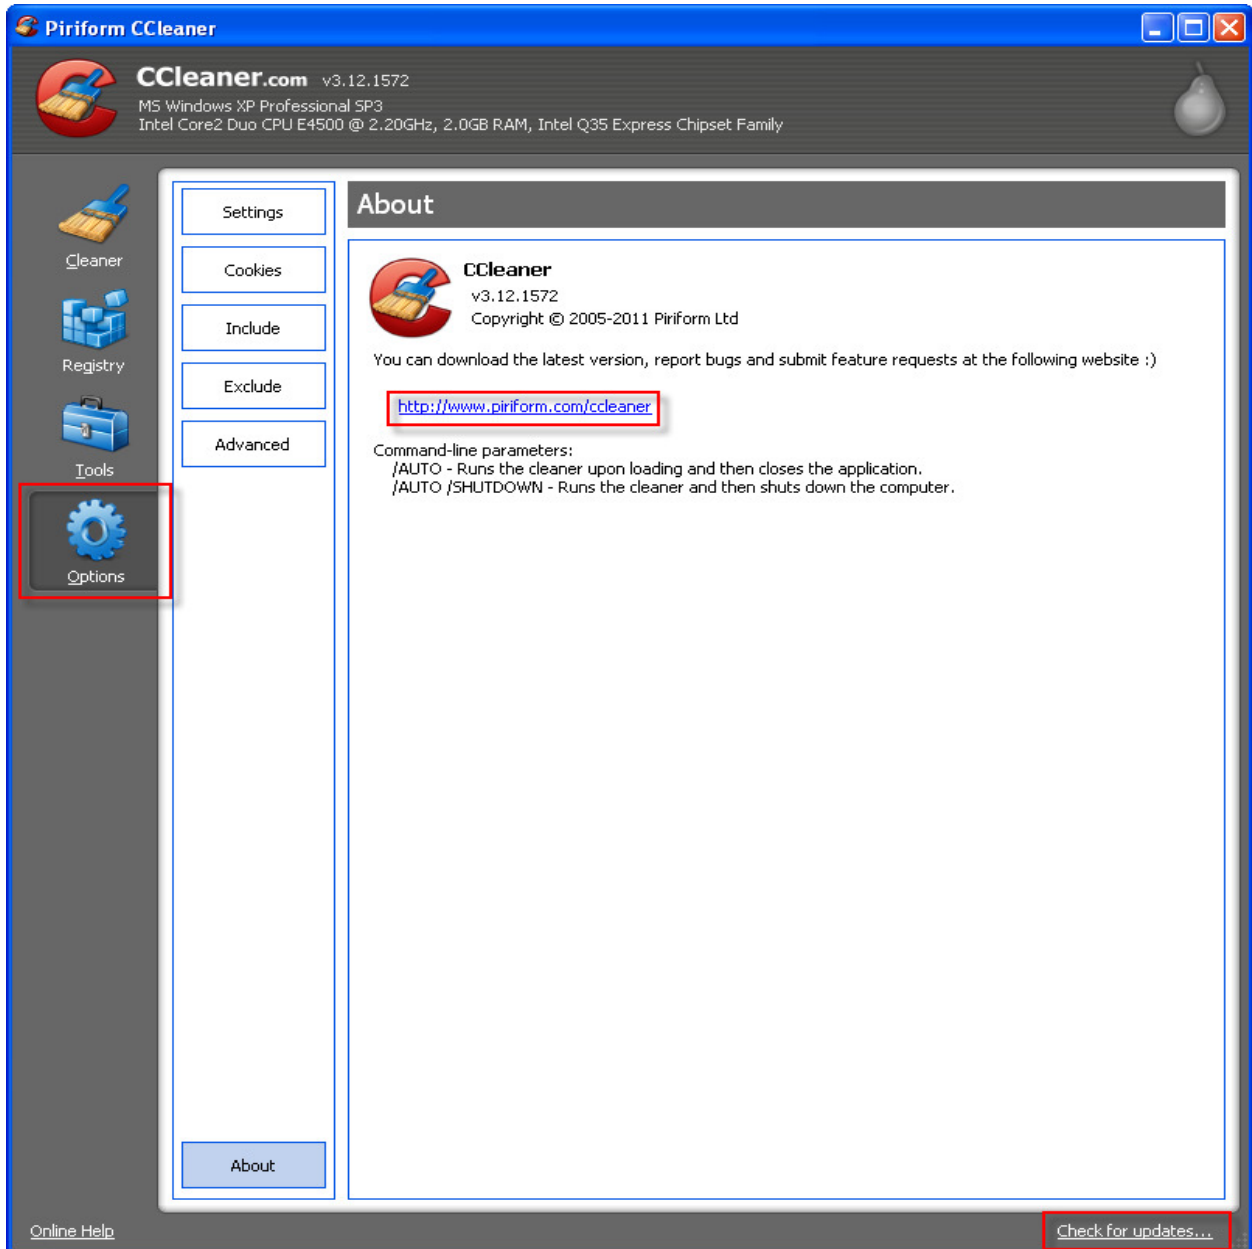 Piriform CCleaner
CCleaner.com v3.12.1572
MS Windows XP Professional SP3
Intel Core2 Duo CPU E4500 @ 2.20GHz, 2.0GB RAM, Intel Q35 Express Chipset Family
Cleaner
Registry
Tools
Options
Settings
Cookies
Include
Exclude
Advanced
About
About
CCleaner
v3.12.1572
Copyright © 2005-2011 Piriform Ltd
You can download the latest version, report bugs and submit feature requests at the following website :)
http://www.piriform.com/ccleaner
Command-line parameters:
/AUTO - Runs the cleaner upon loading and then closes the application.
/AUTO /SHUTDOWN - Runs the cleaner and then shuts down the computer.
Online Help
Check for updates...